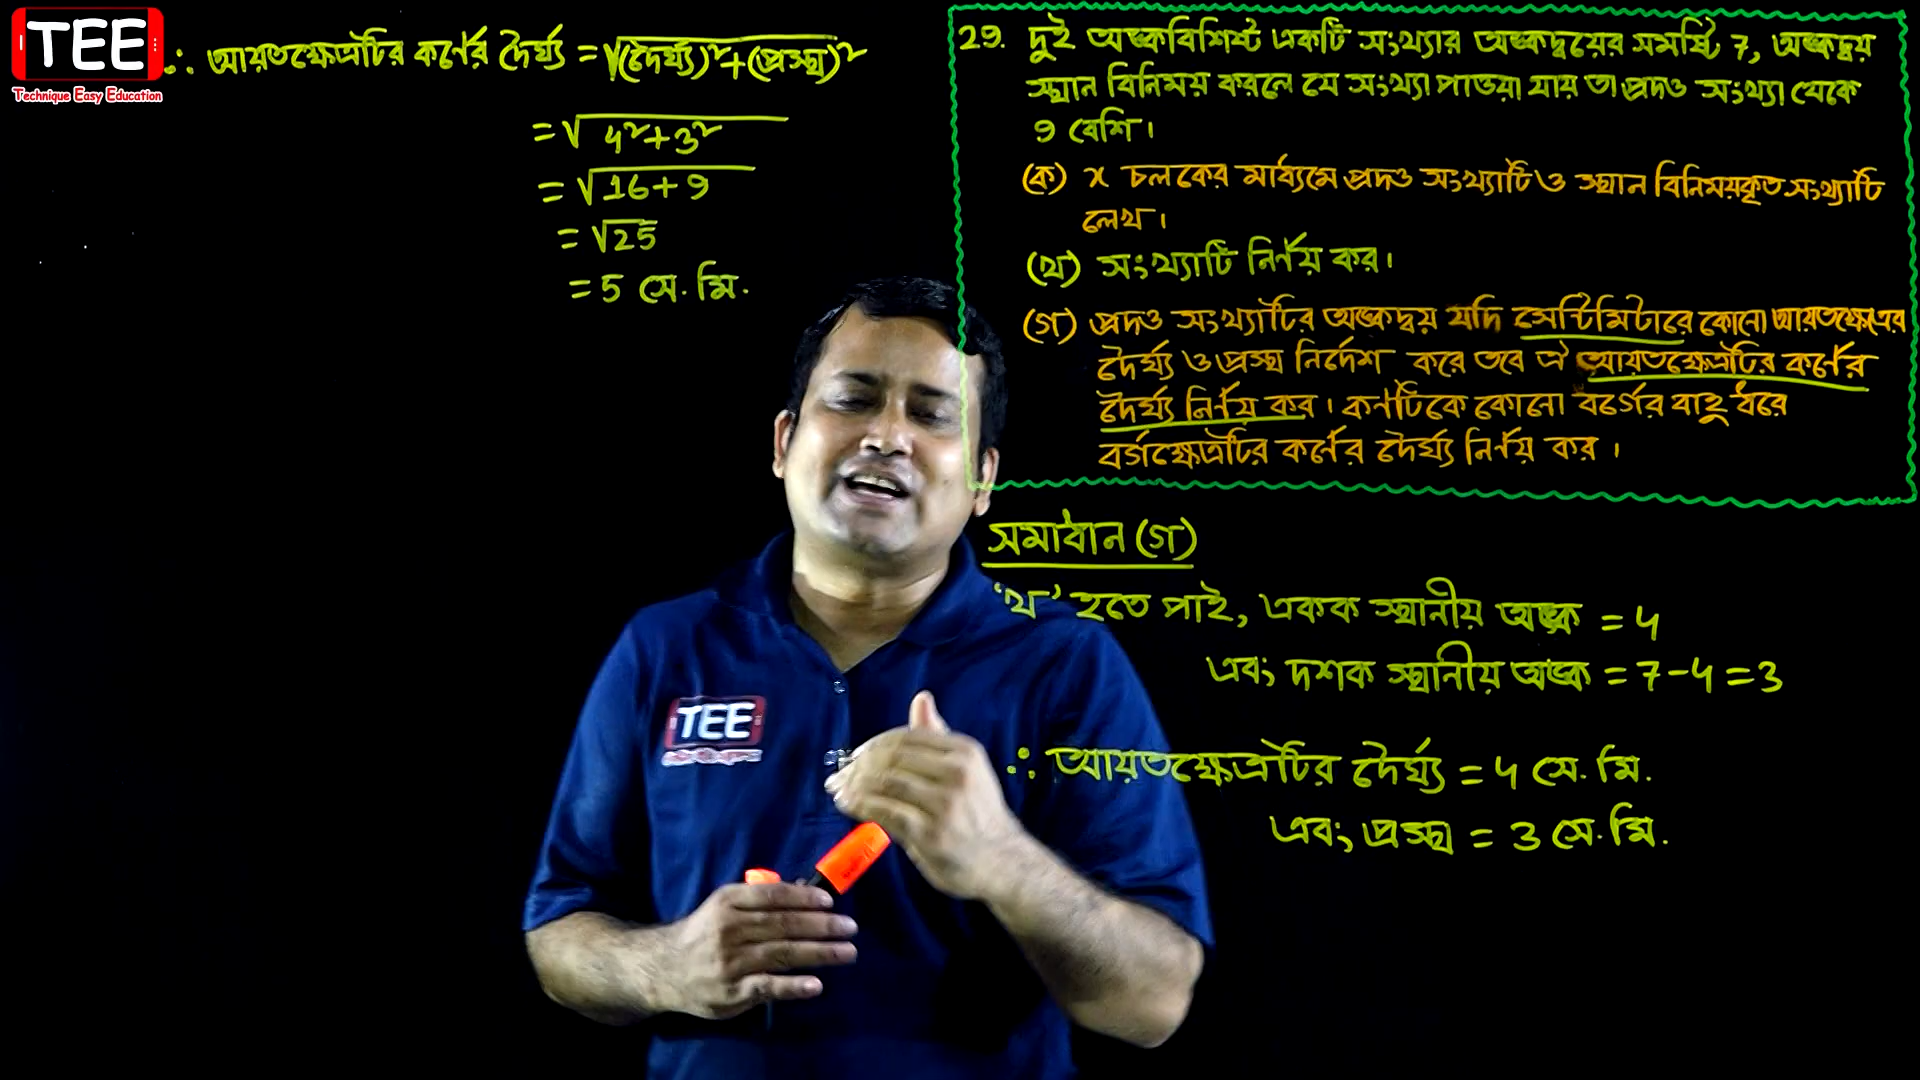 TEE
Technique Easy Education
∴ আয়তক্ষেত্রটির কর্ণের দৈর্ঘ্য = √(দৈর্ঘ্য)²+(প্রস্থ)²
= √4²+3²
= √16+9
= √25
= 5 সে. মি.
29. দুই অঙ্কবিশিষ্ট একটি সংখ্যার অঙ্কদ্বয়ের সমষ্টি 7, অঙ্কদ্বয়
স্থান বিনিময় করলে যে সংখ্যা পাওয়া যায় তা প্রদত্ত সংখ্যা থেকে
9 বেশি।
(ক) x চলকের মাধ্যমে প্রদত্ত সংখ্যাটি ও স্থান বিনিময়কৃত সংখ্যাটি
লেখ।
(খ) সংখ্যাটি নির্ণয় কর।
(গ) প্রদত্ত সংখ্যাটির অঙ্কদ্বয় যদি সেন্টিমিটারে কোনো আয়তক্ষেত্রের
দৈর্ঘ্য ও প্রস্থ নির্দেশ করে তবে ঐ আয়তক্ষেত্রটির কর্ণের
দৈর্ঘ্য নির্ণয় কর। কর্ণটিকে কোনো বর্গের বাহু ধরে
বর্গক্ষেত্রটির কর্ণের দৈর্ঘ্য নির্ণয় কর।
সমাধান (গ)
'খ' হতে পাই, একক স্থানীয় অঙ্ক = 4
এবং দশক স্থানীয় অঙ্ক = 7-4 = 3
∴ আয়তক্ষেত্রটির দৈর্ঘ্য = 4 সে. মি.
এবং প্রস্থ = 3 সে. মি.
TEE